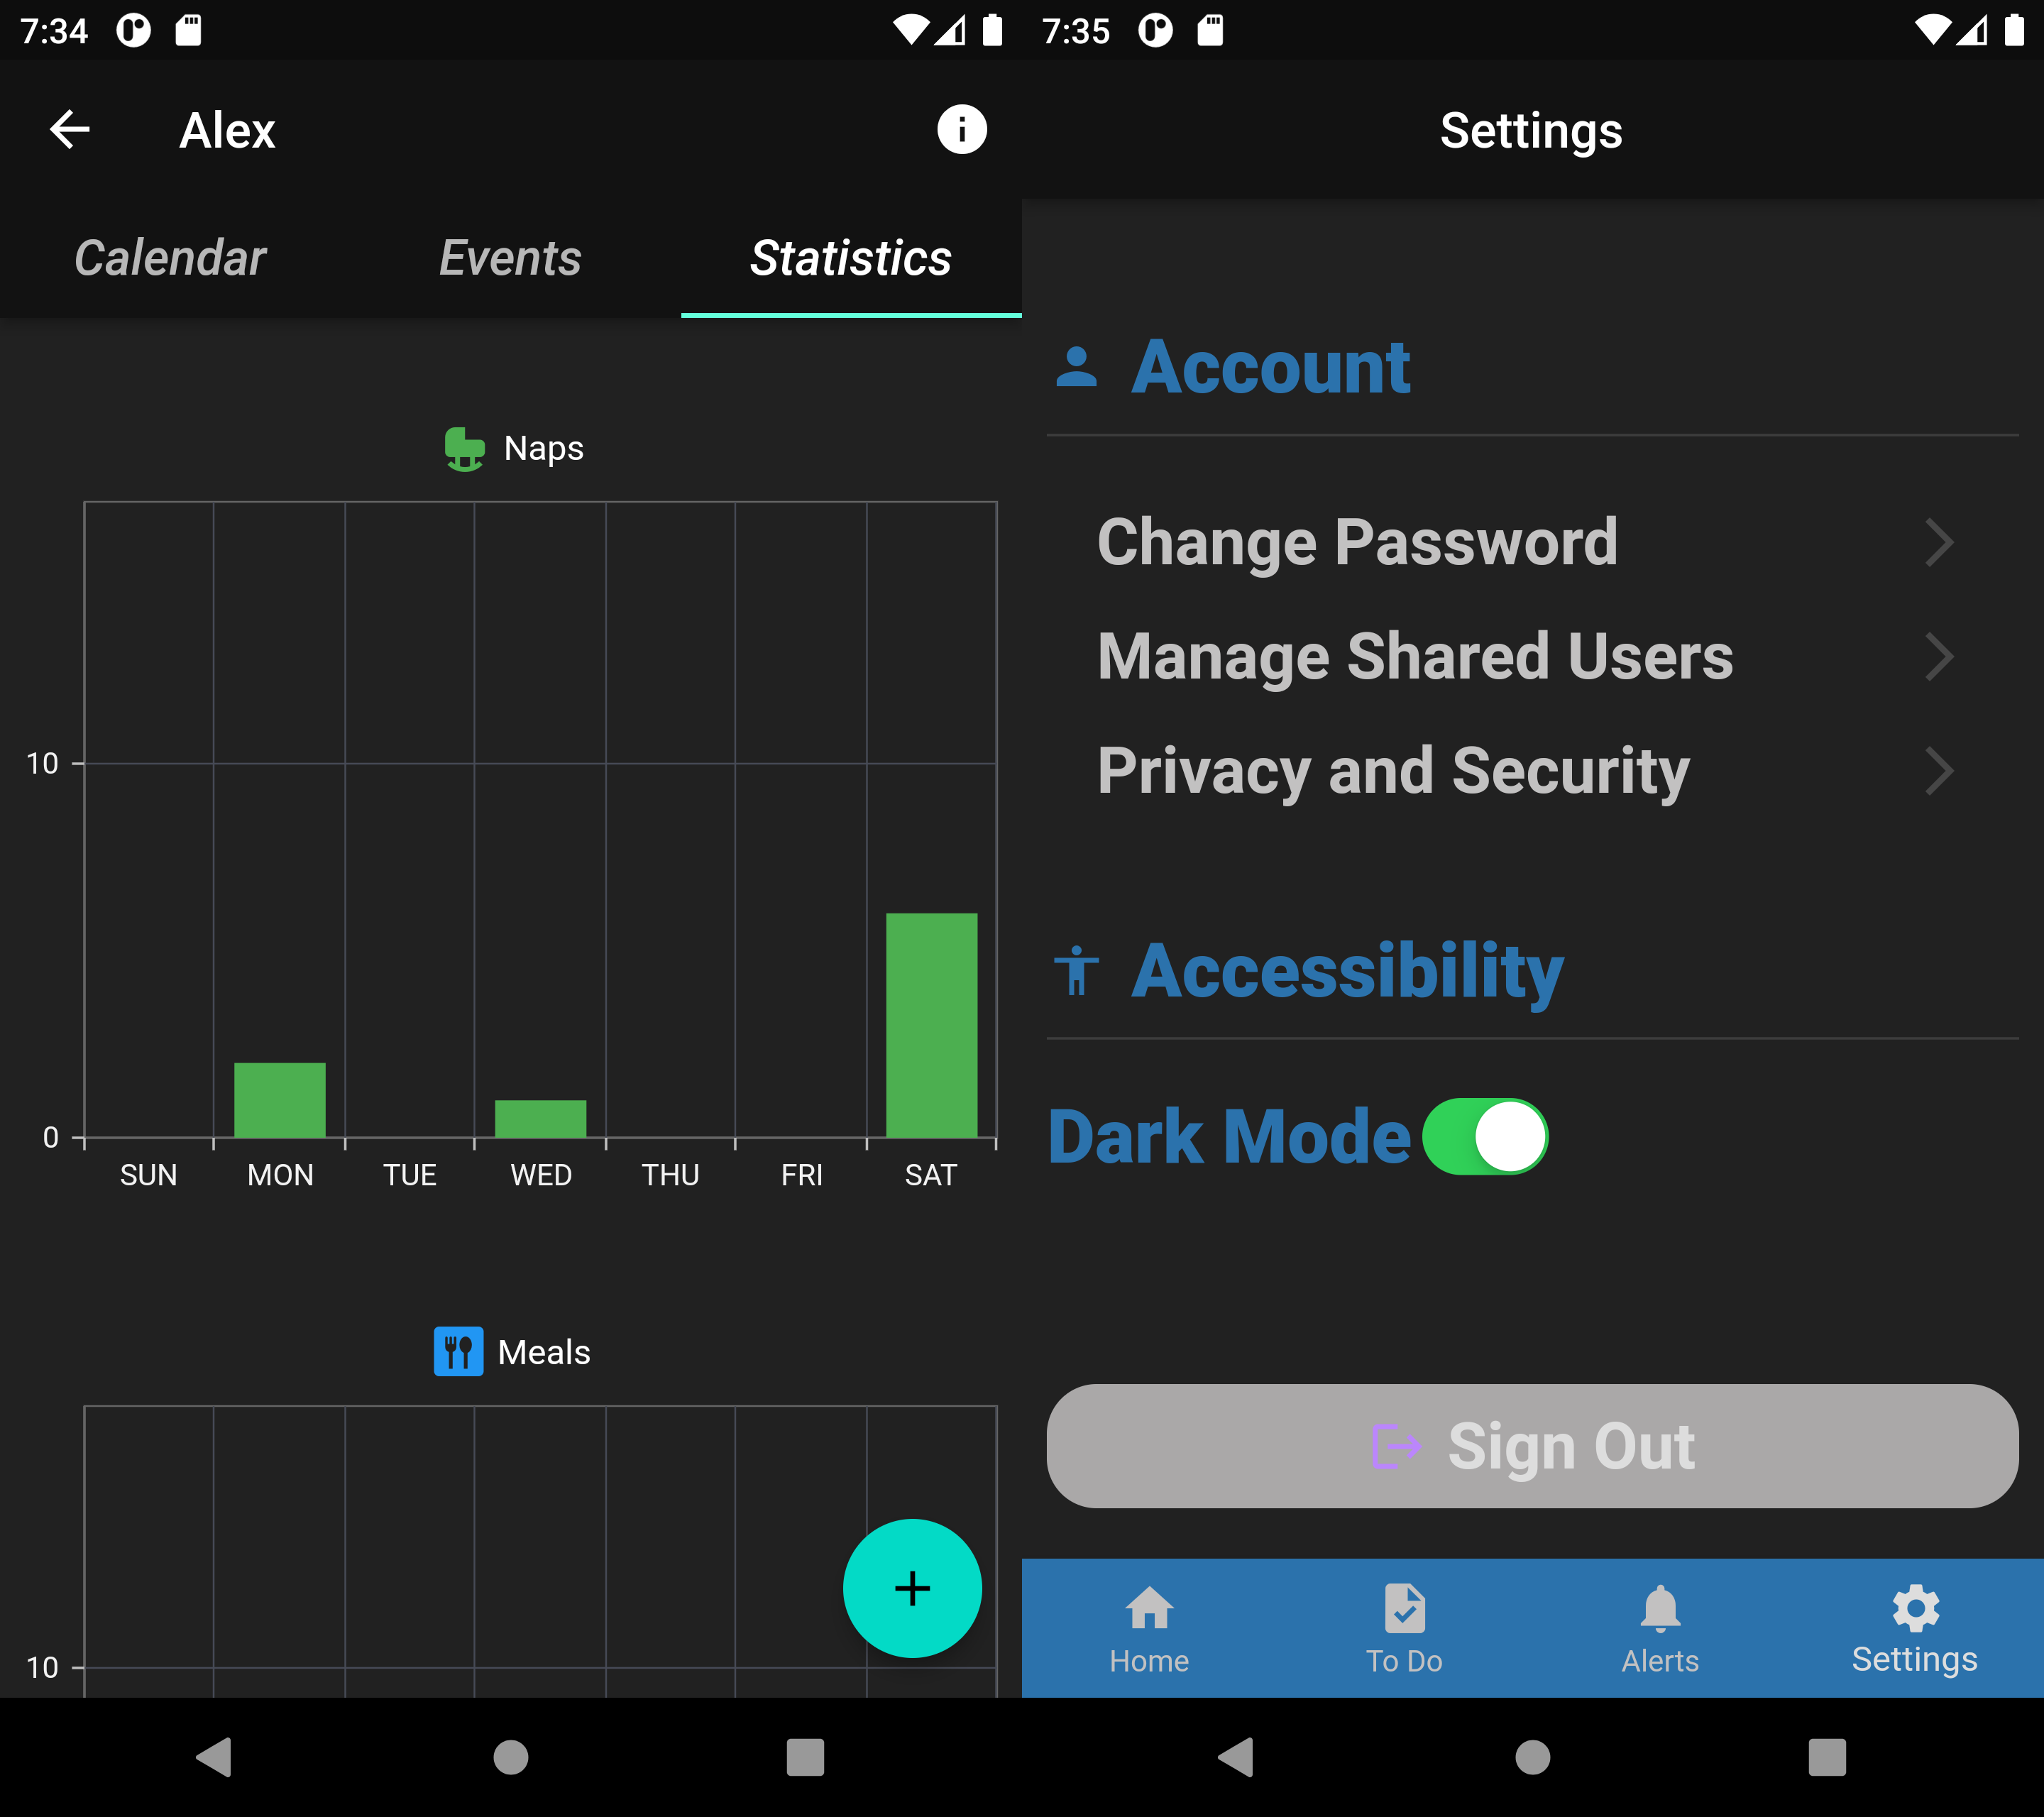 7:34
Alex
Calendar Events Statistics
Naps
10
0
SUN MON TUE WED THU FRI SAT
Meals
10
7:35
Settings
Account
Change Password
Manage Shared Users
Privacy and Security
Accessibility
Dark Mode
Sign Out
Home To Do Alerts Settings